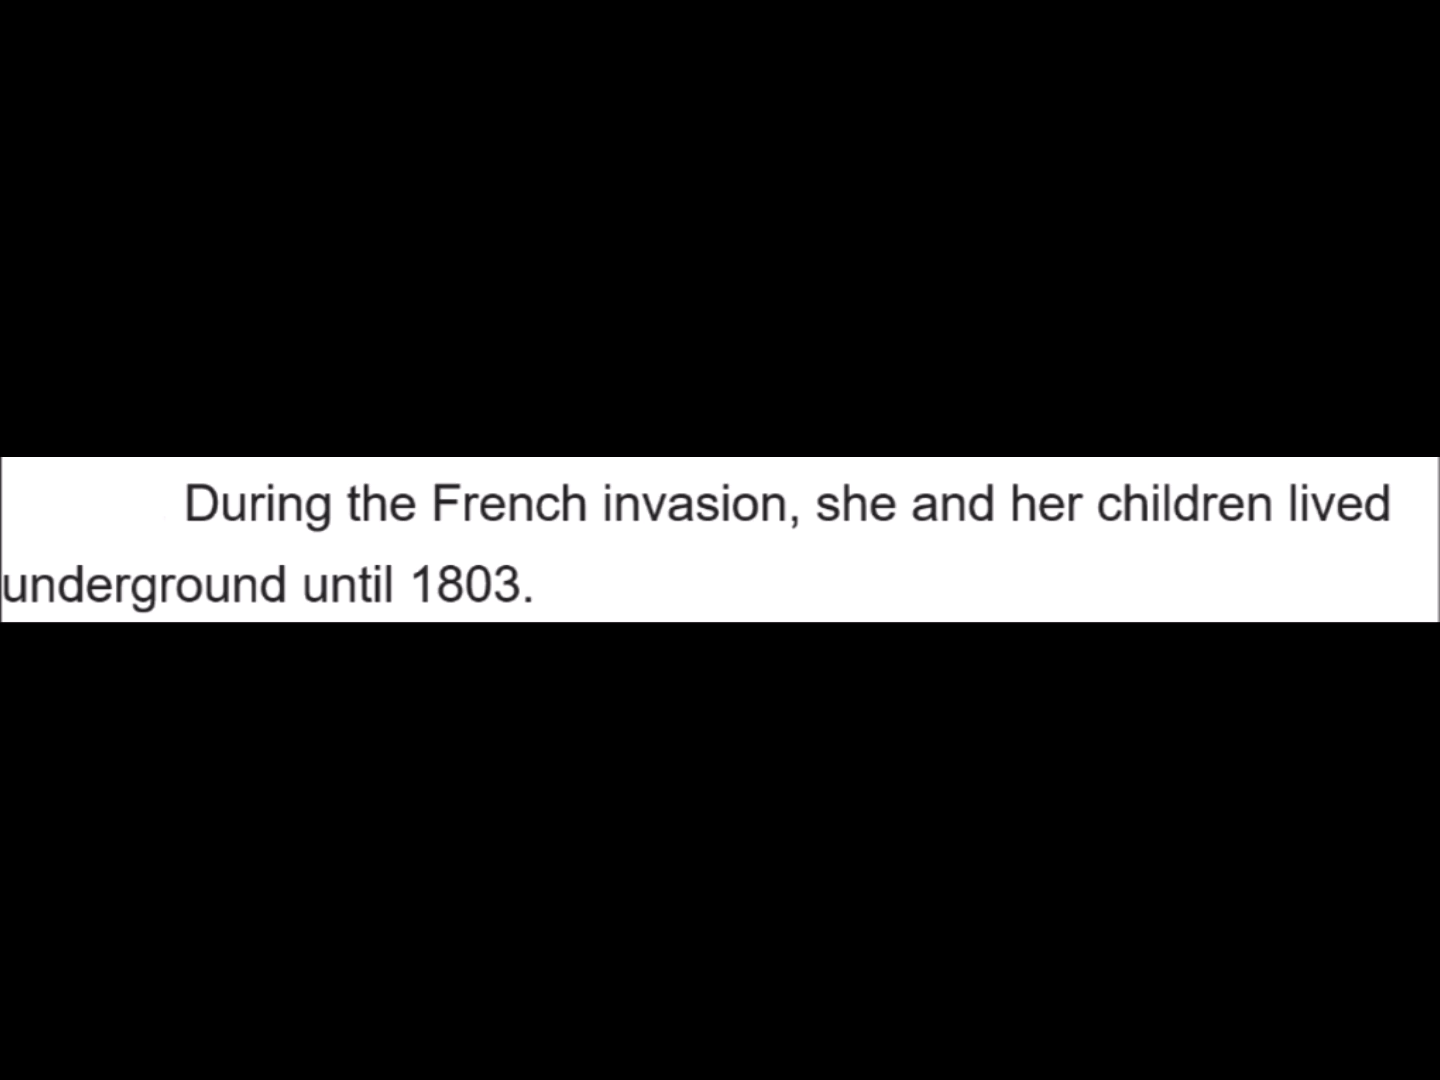 During the French invasion, she and her children lived
underground until 1803.